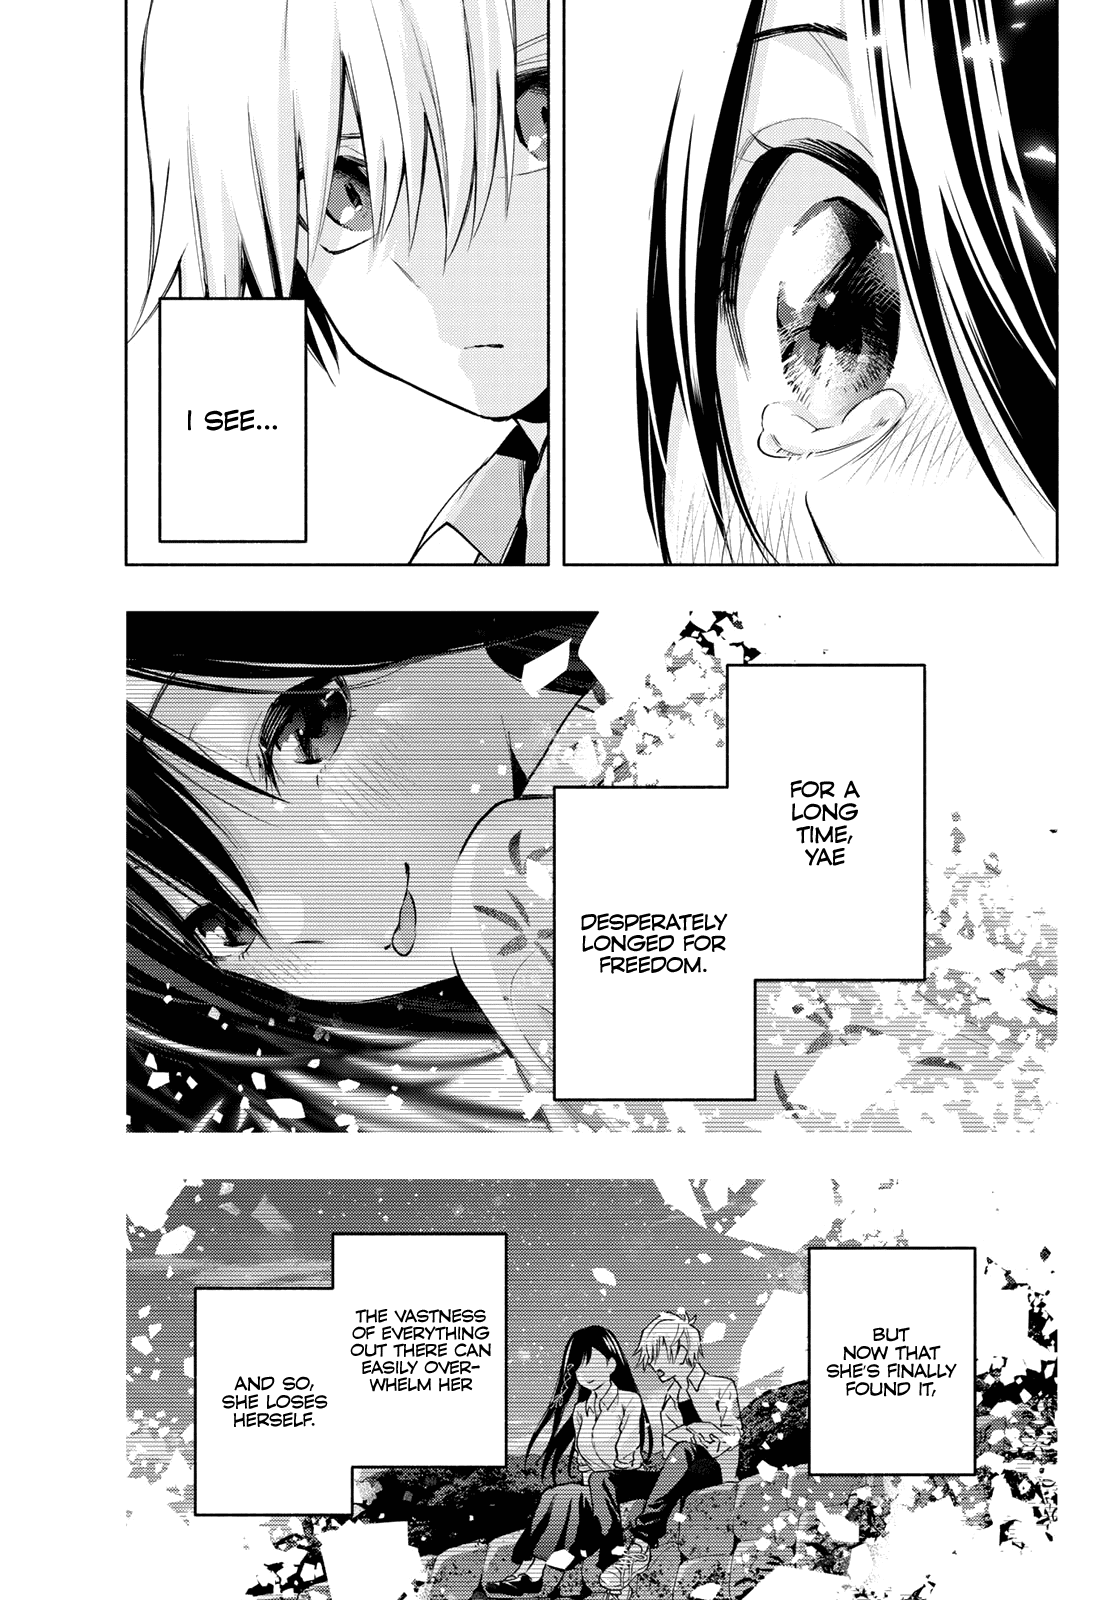 I SEE...
FOR A
LONG
TIME,
YAE
DESPERATELY
LONGED FOR
FREEDOM.
BUT
NOW THAT
SHE'S FINALLY
FOUND IT,
THE VASTNESS
OF EVERYTHING
OUT THERE CAN
EASILY OVER-
WHELM HER
AND SO,
SHE LOSES
HERSELF.